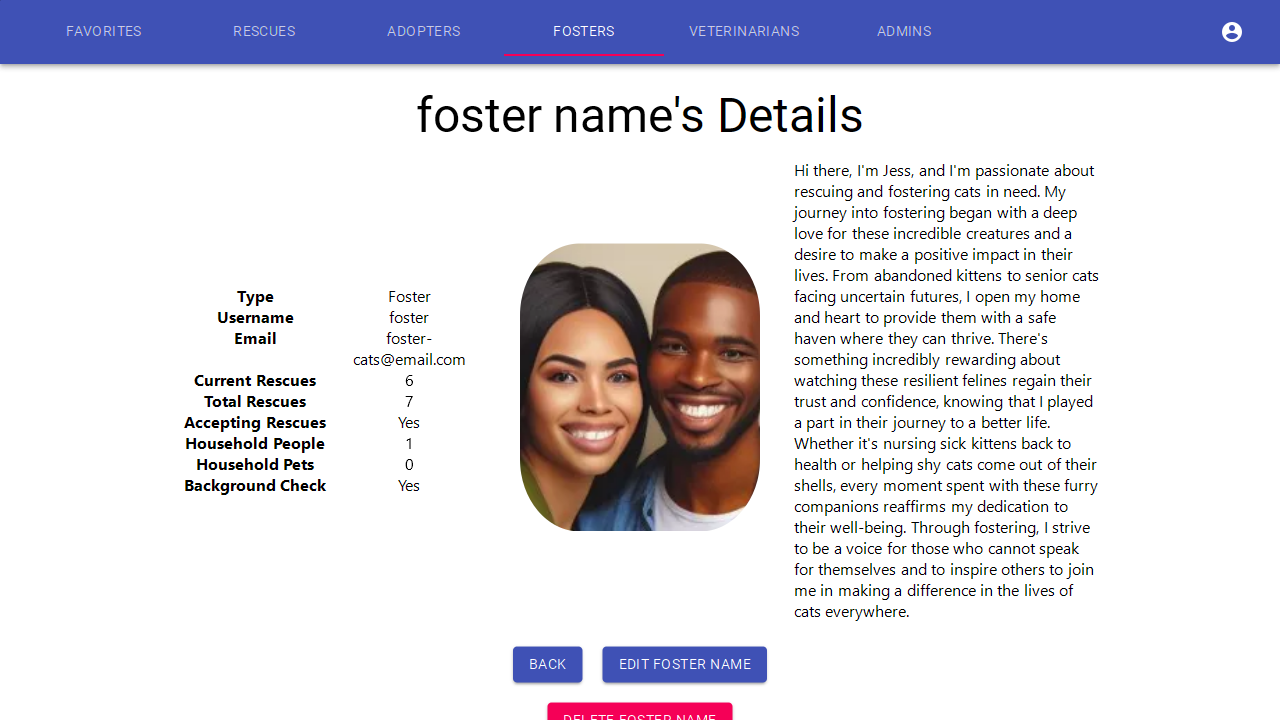 FAVORITES RESCUES ADOPTERS FOSTERS VETERINARIANS ADMINS
foster name's Details
Type Foster
Username foster
Email foster-
cats@email.com
Current Rescues 6
Total Rescues 7
Accepting Rescues Yes
Household People 1
Household Pets 0
Background Check Yes
Hi there, I'm Jess, and I'm passionate about
rescuing and fostering cats in need. My
journey into fostering began with a deep
love for these incredible creatures and a
desire to make a positive impact in their
lives. From abandoned kittens to senior cats
facing uncertain futures, I open my home
and heart to provide them with a safe
haven where they can thrive. There's
something incredibly rewarding about
watching these resilient felines regain their
trust and confidence, knowing that I played
a part in their journey to a better life.
Whether it's nursing sick kittens back to
health or helping shy cats come out of their
shells, every moment spent with these furry
companions reaffirms my dedication to
their well-being. Through fostering, I strive
to be a voice for those who cannot speak
for themselves and to inspire others to join
me in making a difference in the lives of
cats everywhere.
BACK EDIT FOSTER NAME
DELETE FOSTER NAME